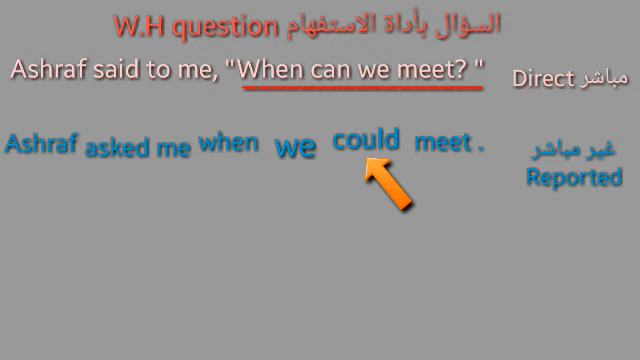 W.H question السؤال بأداة الاستفهام
Ashraf said to me, "When can we meet? "
Direct مباشر
Ashraf asked me when we could meet .
غير مباشر
Reported